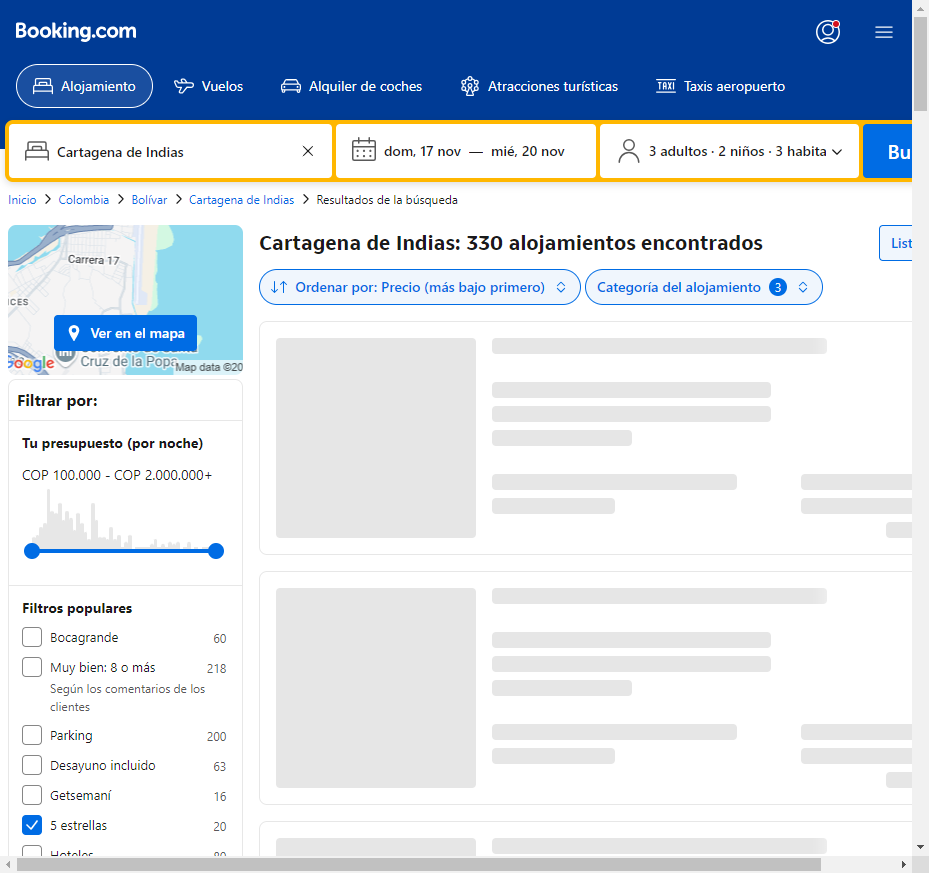 Booking.com
Alojamiento
Vuelos
Alquiler de coches
Atracciones turísticas
TAXI Taxis aeropuerto
Cartagena de Indias
dom, 17 nov — mié, 20 nov
3 adultos · 2 niños · 3 habita
Bu
Inicio > Colombia > Bolívar > Cartagena de Indias > Resultados de la búsqueda
Carrera 17
ICES
Ver en el mapa
Cruz de la Popa
Google
Map data ©20
Cartagena de Indias: 330 alojamientos encontrados
List
Ordenar por: Precio (más bajo primero)
Categoría del alojamiento 3
Filtrar por:
Tu presupuesto (por noche)
COP 100.000 - COP 2.000.000+
Filtros populares
Bocagrande 60
Muy bien: 8 o más 218
Según los comentarios de los
clientes
Parking 200
Desayuno incluido 63
Getsemaní 16
5 estrellas 20
Hoteles 80